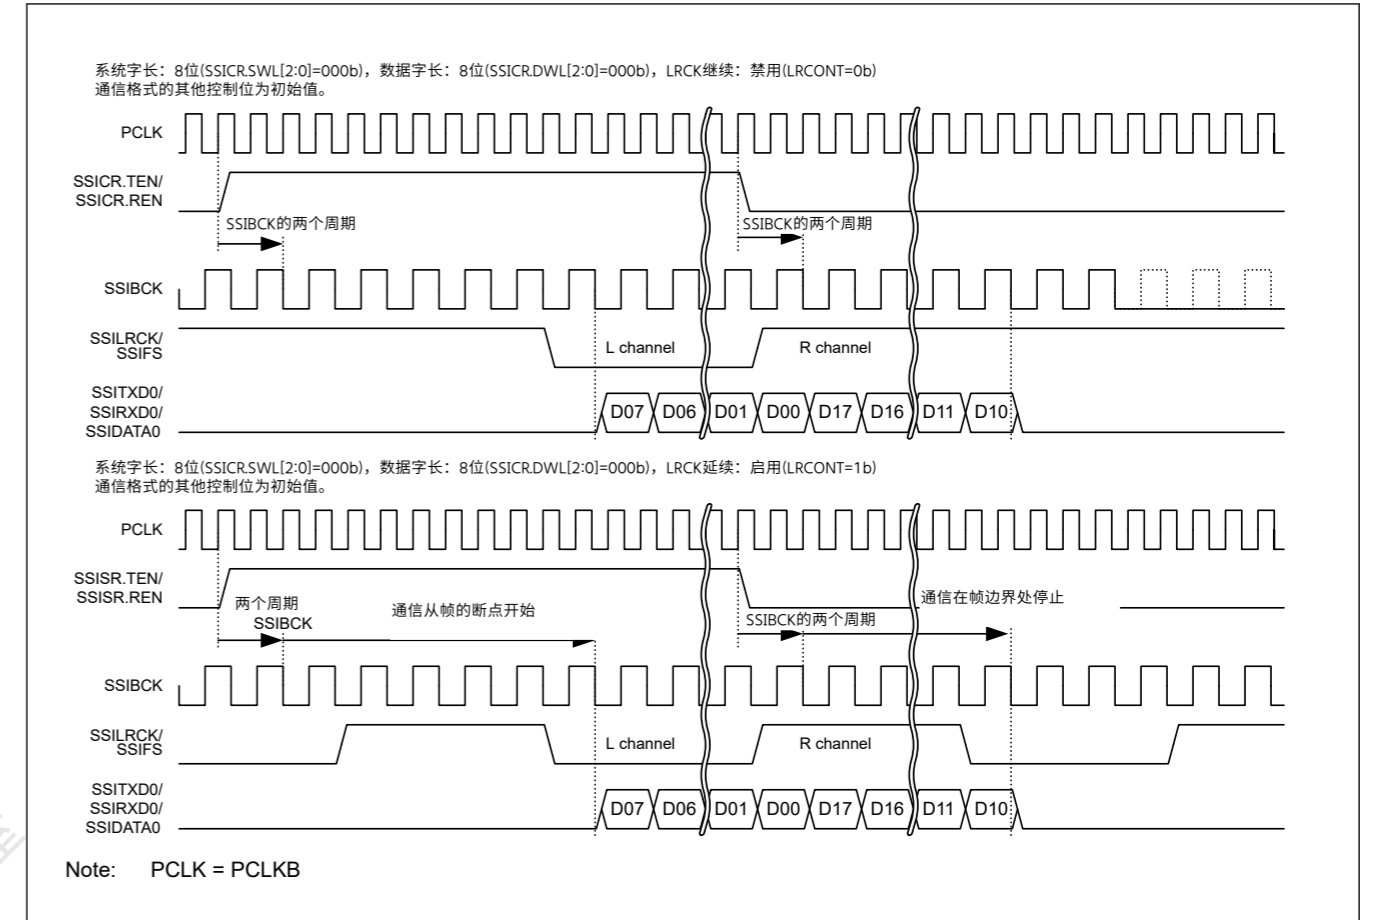 系统字长：8位(SSICR.SWL[2:0]=000b)，数据字长：8位(SSICR.DWL[2:0]=000b)，LRCK继续：禁用(LRCONT=0b)
通信格式的其他控制位为初始值。
PCLK
SSICR.TEN/
SSICR.REN
SSIBCK的两个周期 SSIBCK的两个周期
SSIBCK
SSILRCK/
SSIFS
L channel R channel
SSITXD0/
SSIRXD0/
SSIDATA0
D07 D06 D01 D00 D17 D16 D11 D10
系统字长：8位(SSICR.SWL[2:0]=000b)，数据字长：8位(SSICR.DWL[2:0]=000b)，LRCK延续：启用(LRCONT=1b)
通信格式的其他控制位为初始值。
PCLK
SSISR.TEN/
SSISR.REN
两个周期
SSIBCK
通信从帧的断点开始
SSIBCK的两个周期
通信在帧边界处停止
SSIBCK
SSILRCK/
SSIFS
L channel R channel
SSITXD0/
SSIRXD0/
SSIDATA0
D07 D06 D01 D00 D17 D16 D11 D10
Note: PCLK = PCLKB